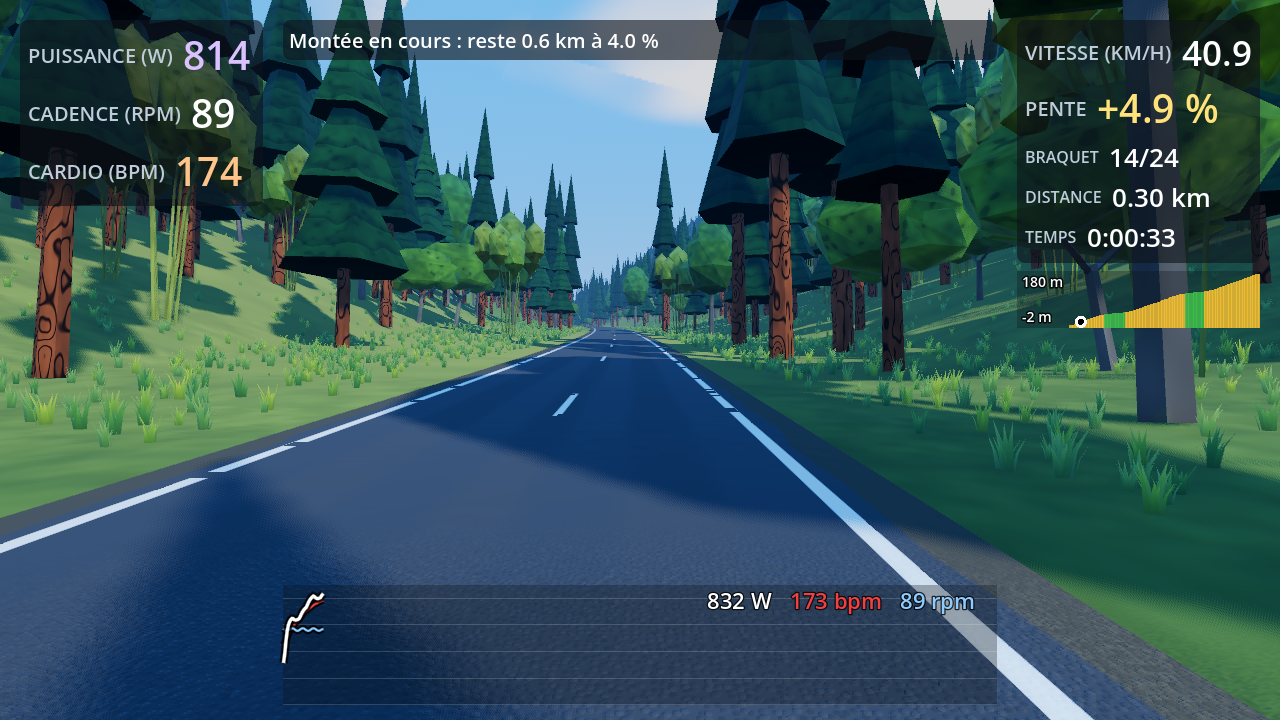 PUISSANCE (W) 814
CADENCE (RPM) 89
CARDIO (BPM) 174
Montée en cours : reste 0.6 km à 4.0 %
VITESSE (KM/H) 40.9
PENTE +4.9 %
BRAQUET 14/24
DISTANCE 0.30 km
TEMPS 0:00:33
180 m
-2 m
832 W 173 bpm 89 rpm